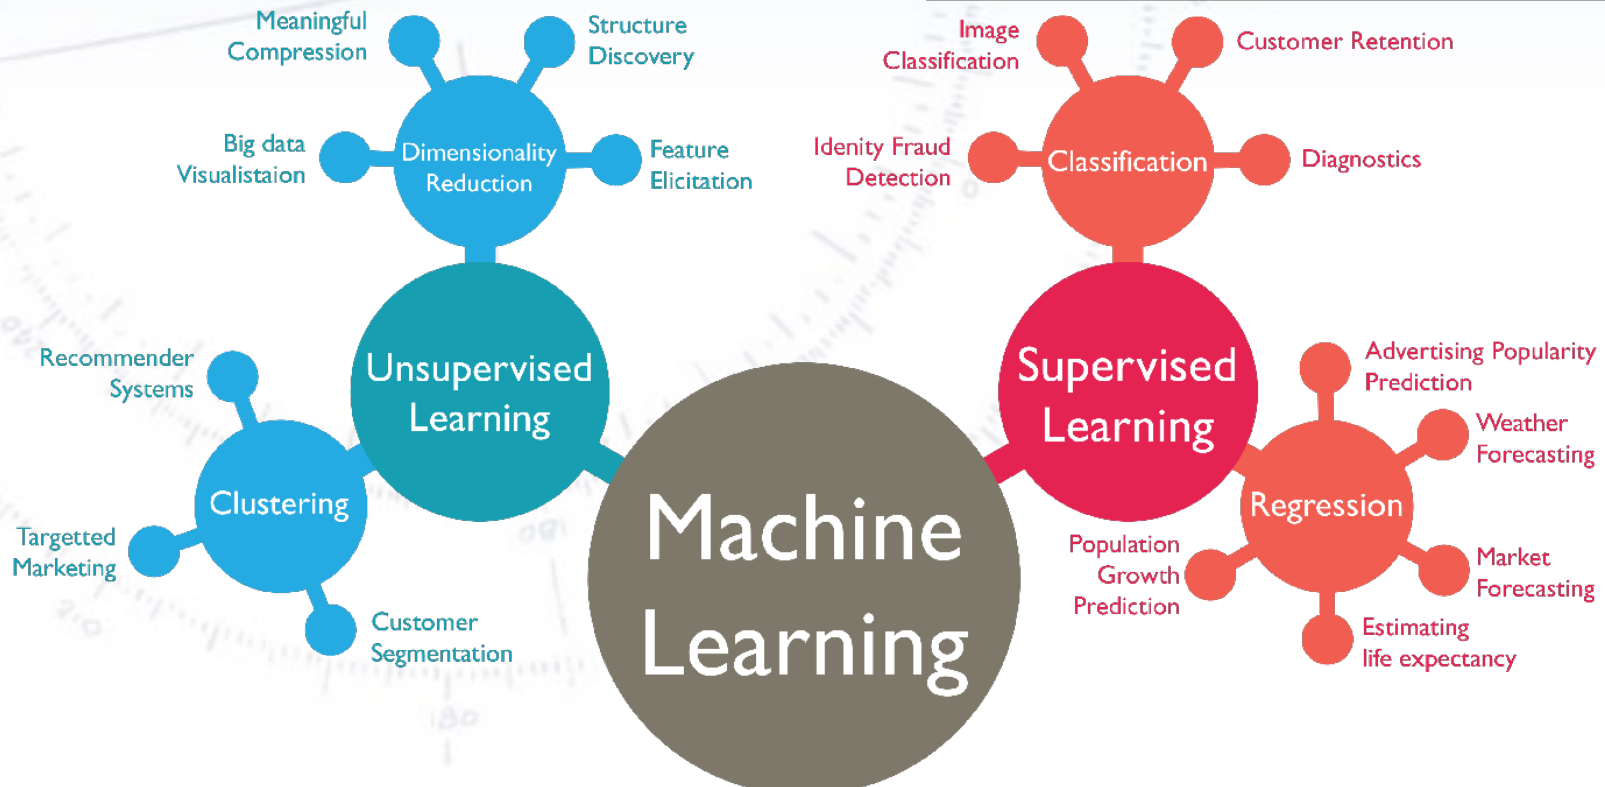 Meaningful
Compression
Structure
Discovery
Big data
Visualistaion
Dimensionality
Reduction
Feature
Elicitation
Image
Classification
Customer Retention
Idenity Fraud
Detection
Classification
Diagnostics
Unsupervised
Learning
Supervised
Learning
Recommender
Systems
Clustering
Targetted
Marketing
Customer
Segmentation
Machine
Learning
Advertising Popularity
Prediction
Weather
Forecasting
Regression
Population
Growth
Prediction
Market
Forecasting
Estimating
life expectancy
180